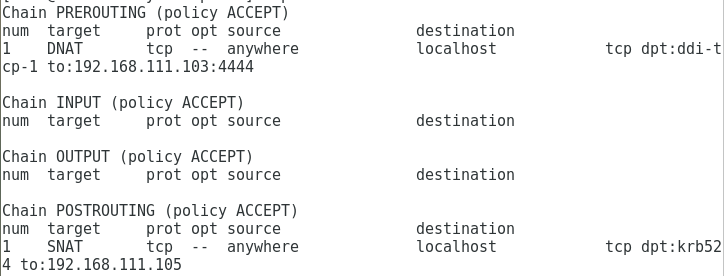 Chain PREROUTING (policy ACCEPT)
num  target     prot opt source               destination
1    DNAT       tcp  --  anywhere             localhost            tcp dpt:ddi-t
cp-1 to:192.168.111.103:4444

Chain INPUT (policy ACCEPT)
num  target     prot opt source               destination

Chain OUTPUT (policy ACCEPT)
num  target     prot opt source               destination

Chain POSTROUTING (policy ACCEPT)
num  target     prot opt source               destination
1    SNAT       tcp  --  anywhere             localhost            tcp dpt:krb52
4 to:192.168.111.105